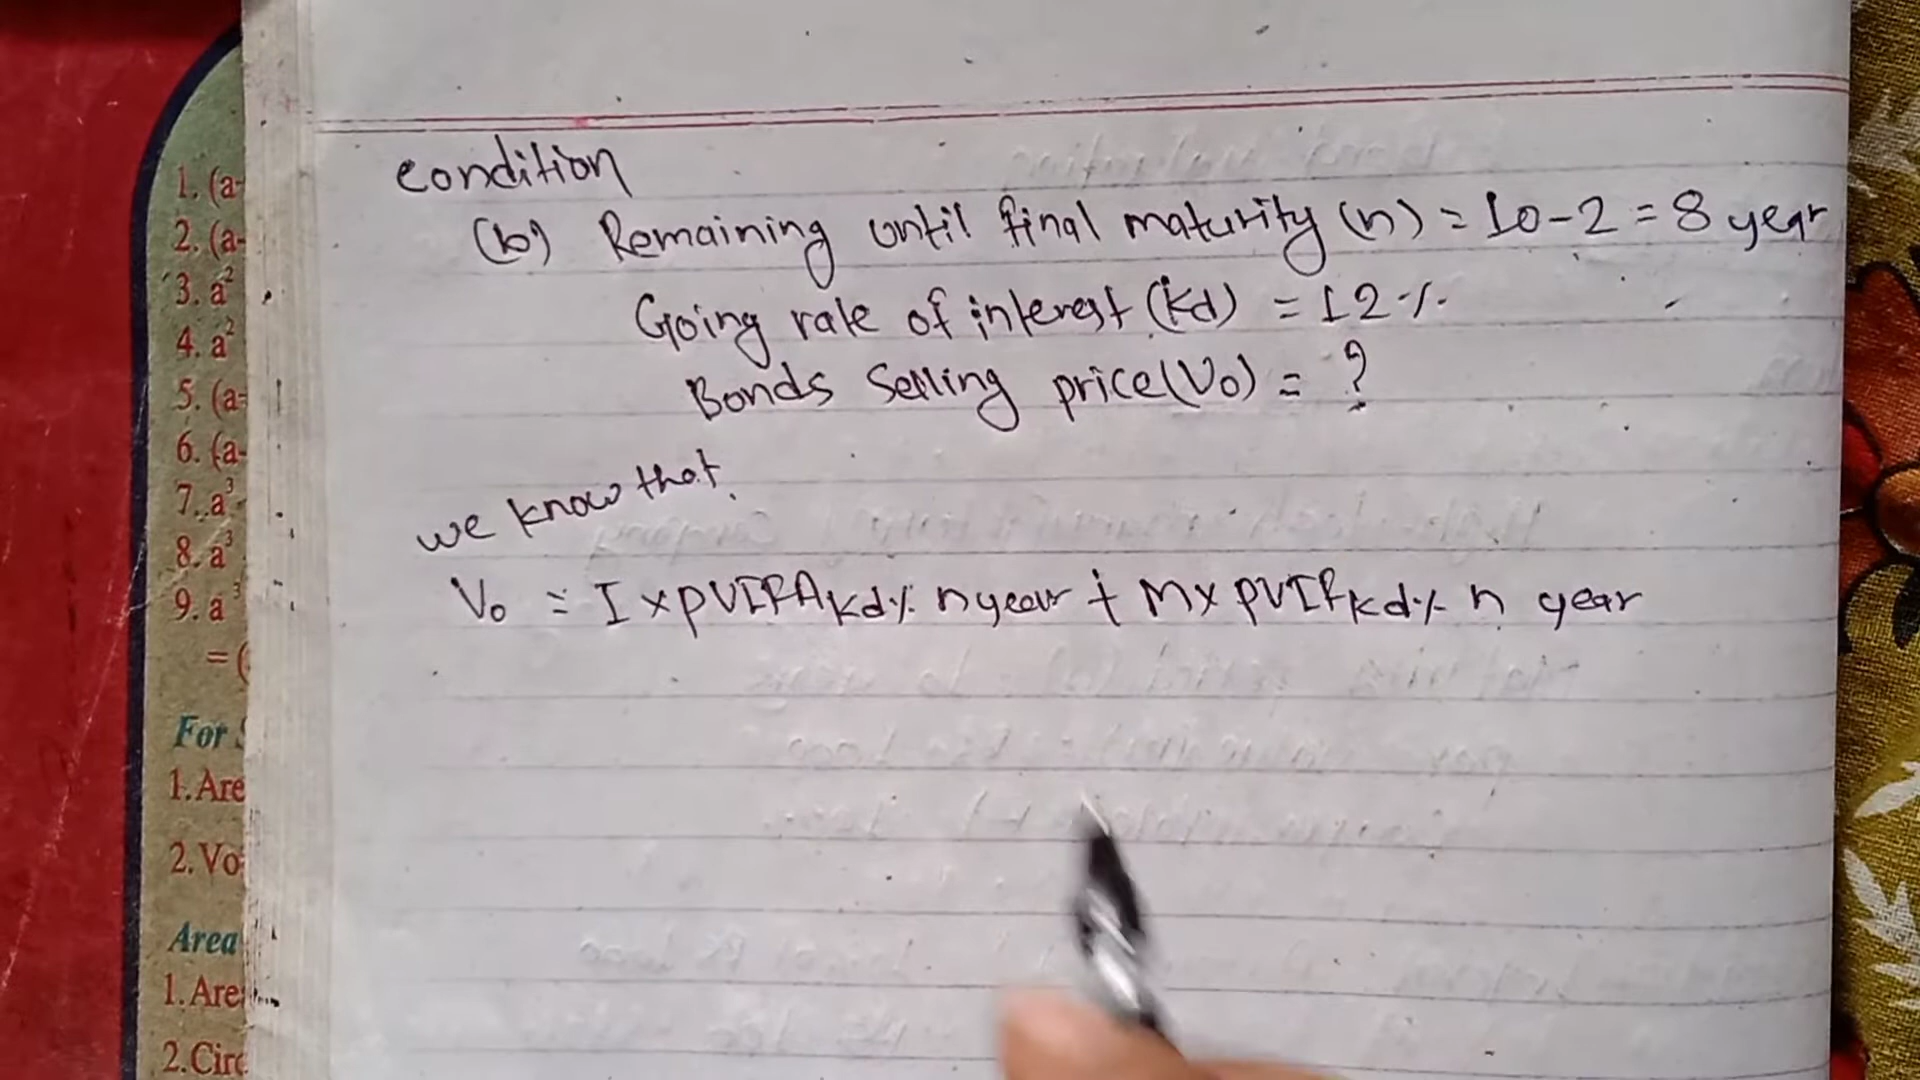 condition
(b) Remaining until final maturity (n) = 10-2 = 8 year
Going rate of interest (kd) = 12%
Bonds Selling price (V0) = ?
we know that,
V0 = I x PVIFA kd% n year + M x PVIF kd% n year
1. (a-
2. (a-
3. a²
4. a²
5. (a
6. (a-
7. a³
8. a³
9. a³
= (
For
1. Are
2. Vo
Area
1. Are
2. Circ